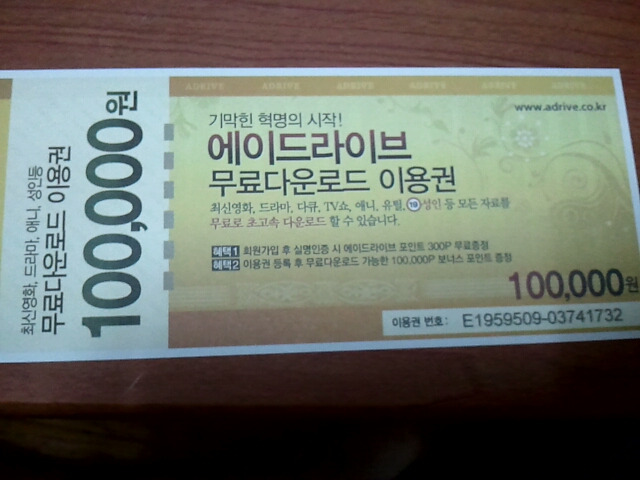 최신영화, 드라마, 애니, 성인등
무료다운로드 이용권
100,000원
ADRIVE ADRIVE ADRIVE ADRIVE ADRIVE ADRIVE
www.adrive.co.kr
기막힌 혁명의 시작!
에이드라이브
무료다운로드 이용권
최신영화, 드라마, 다큐, TV쇼, 애니, 유틸, 19성인 등 모든 자료를
무료로 초고속 다운로드 할 수 있습니다.
혜택1 회원가입 후 실명인증 시 에이드라이브 포인트 300P 무료증정
혜택2 이용권 등록 후 무료다운로드 가능한 100,000P 보너스 포인트 증정
100,000원
이용권 번호: E1959509-03741732